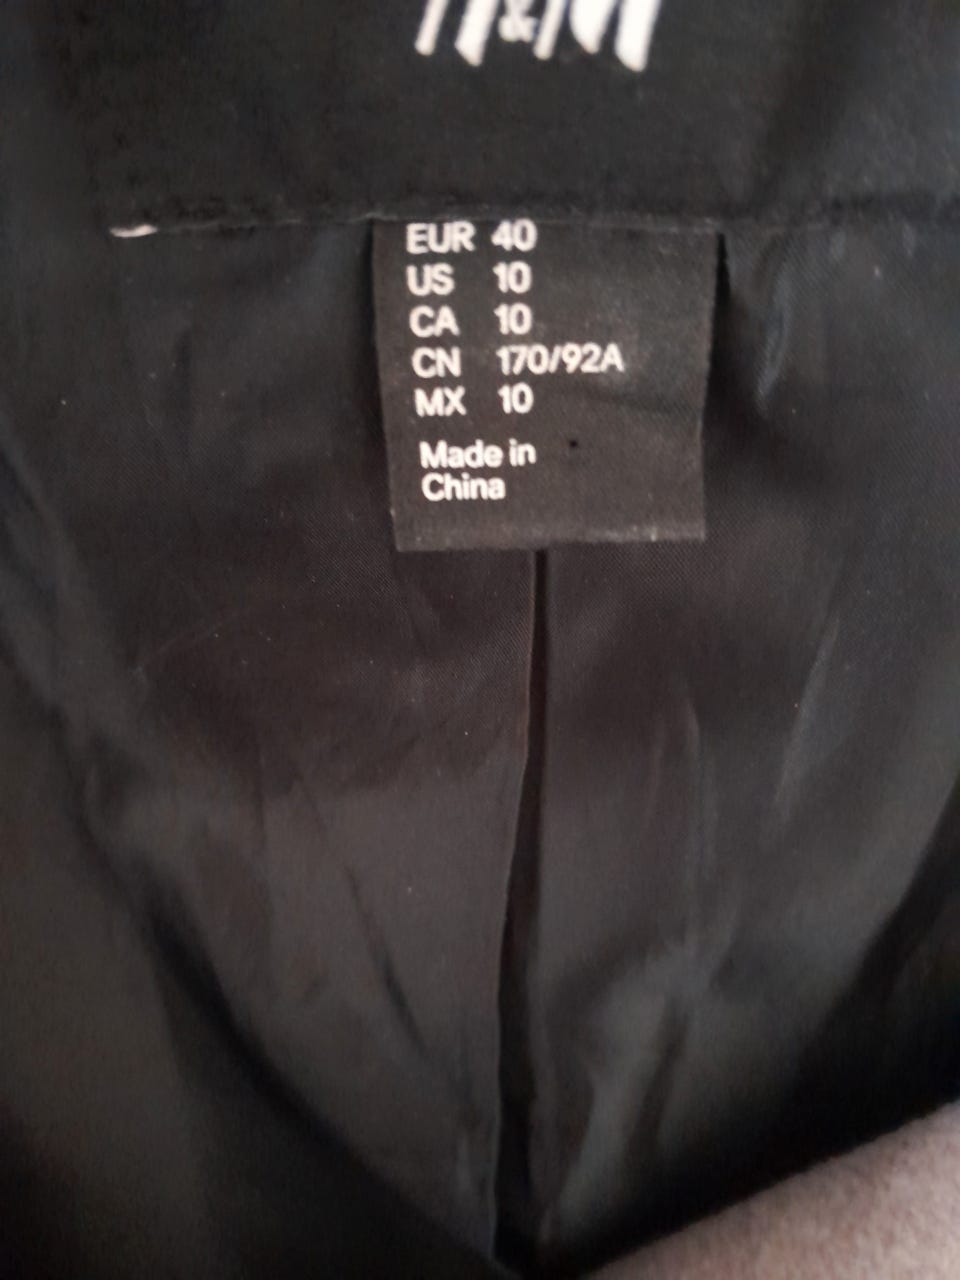 H&M
EUR 40
US 10
CA 10
CN 170/92A
MX 10
Made in
China